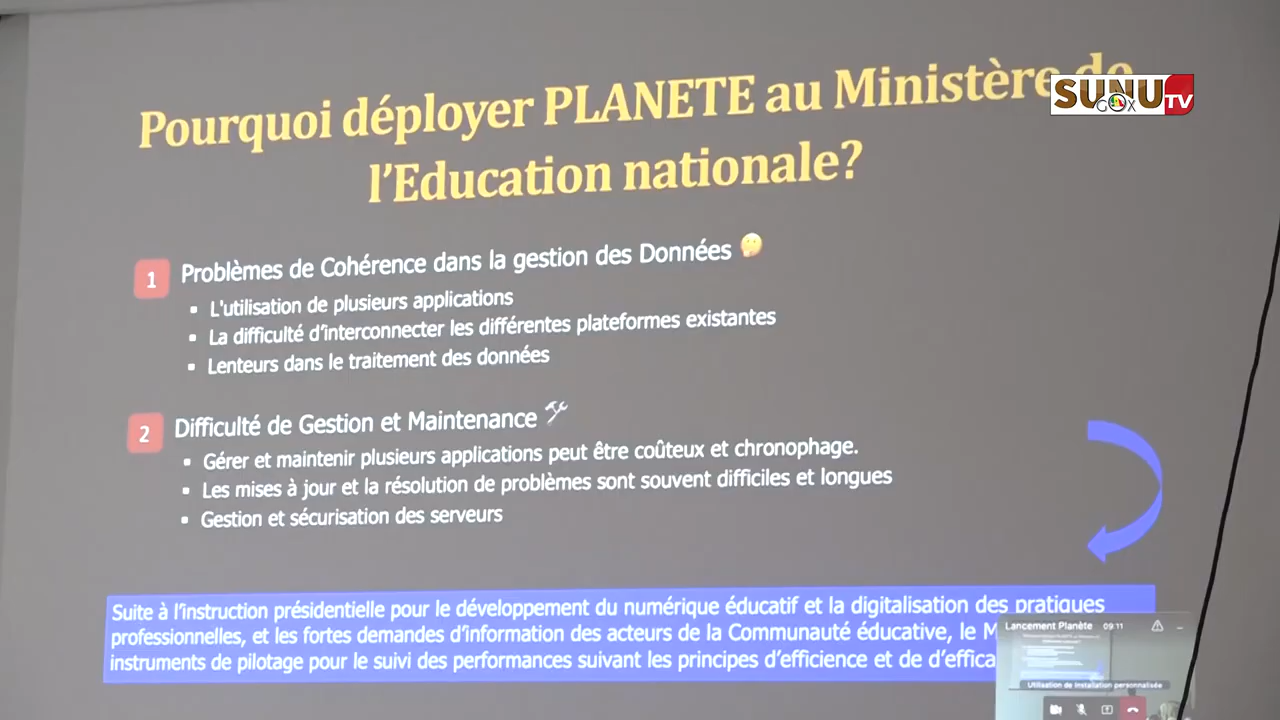 Pourquoi déployer PLANETE au Ministère de
l'Education nationale?
SUNU
GOX
TV
1 Problèmes de Cohérence dans la gestion des Données
▪ L'utilisation de plusieurs applications
▪ La difficulté d'interconnecter les différentes plateformes existantes
▪ Lenteurs dans le traitement des données
2 Difficulté de Gestion et Maintenance
▪ Gérer et maintenir plusieurs applications peut être coûteux et chronophage.
▪ Les mises à jour et la résolution de problèmes sont souvent difficiles et longues
▪ Gestion et sécurisation des serveurs
Suite à l'instruction présidentielle pour le développement du numérique éducatif et la digitalisation des pratiques
professionnelles, et les fortes demandes d'information des acteurs de la Communauté éducative, le M
instruments de pilotage pour le suivi des performances suivant les principes d'efficience et de d'effica
Lancement Planète 09:11
Utilisation de Installation personnalisée